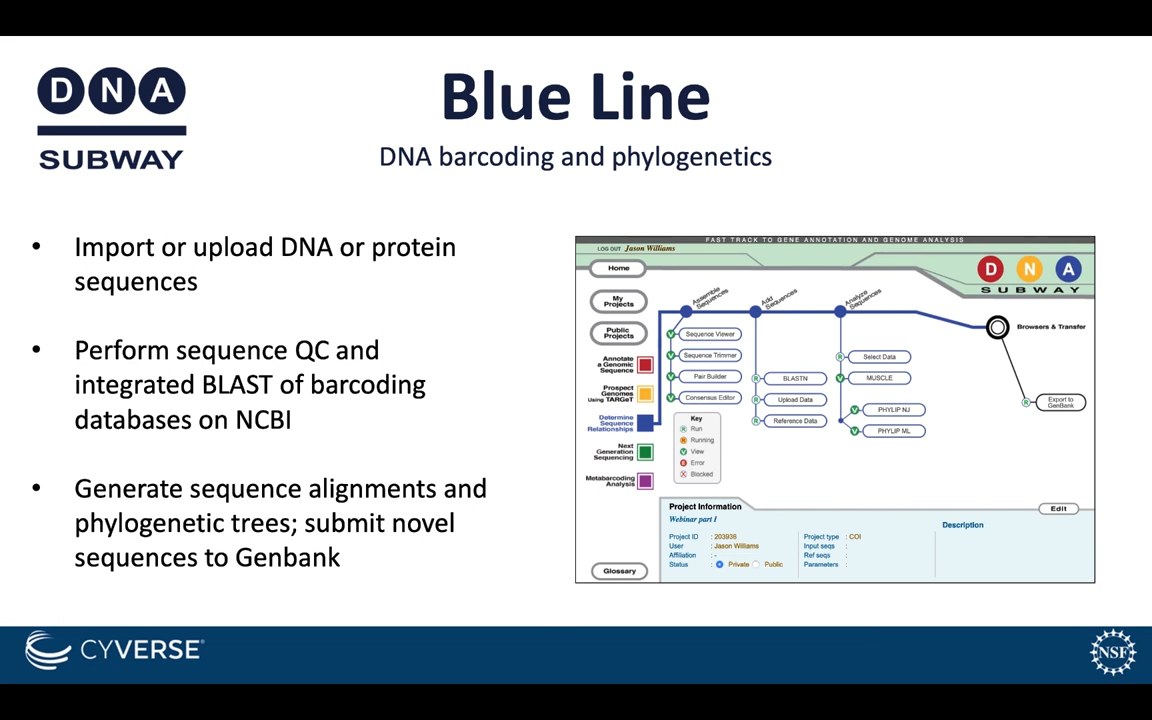 D N A
SUBWAY
Blue Line
DNA barcoding and phylogenetics
• Import or upload DNA or protein
sequences
• Perform sequence QC and
integrated BLAST of barcoding
databases on NCBI
• Generate sequence alignments and
phylogenetic trees; submit novel
sequences to Genbank
FAST TRACK TO GENE ANNOTATION AND GENOME ANALYSIS
LOG OUT Jason Williams
D N A
SUBWAY
Home
My
Projects
Public
Projects
Annotate
a Genomic
Sequence
Prospect
Genomes
Using TARGeT
Determine
Sequence
Relationships
Next
Generation
Sequencing
Metabarcoding
Analysis
Glossary
Assemble
Sequences
V Sequence Viewer
V Sequence Trimmer
V Pair Builder
V Consensus Editor
Add
Sequences
R BLASTN
R Upload Data
R Reference Data
Analyze
Sequences
R Select Data
V MUSCLE
V PHYLIP NJ
V PHYLIP ML
Browsers & Transfer
R Export to
GenBank
Key
R Run
R Running
V View
E Error
X Blocked
Project Information
Webinar part I
Project ID : 203936
User : Jason Williams
Affiliation : -
Status : Private Public
Project type : COI
Input seqs :
Ref seqs :
Parameters :
Edit
Description
CYVERSE®
NSF